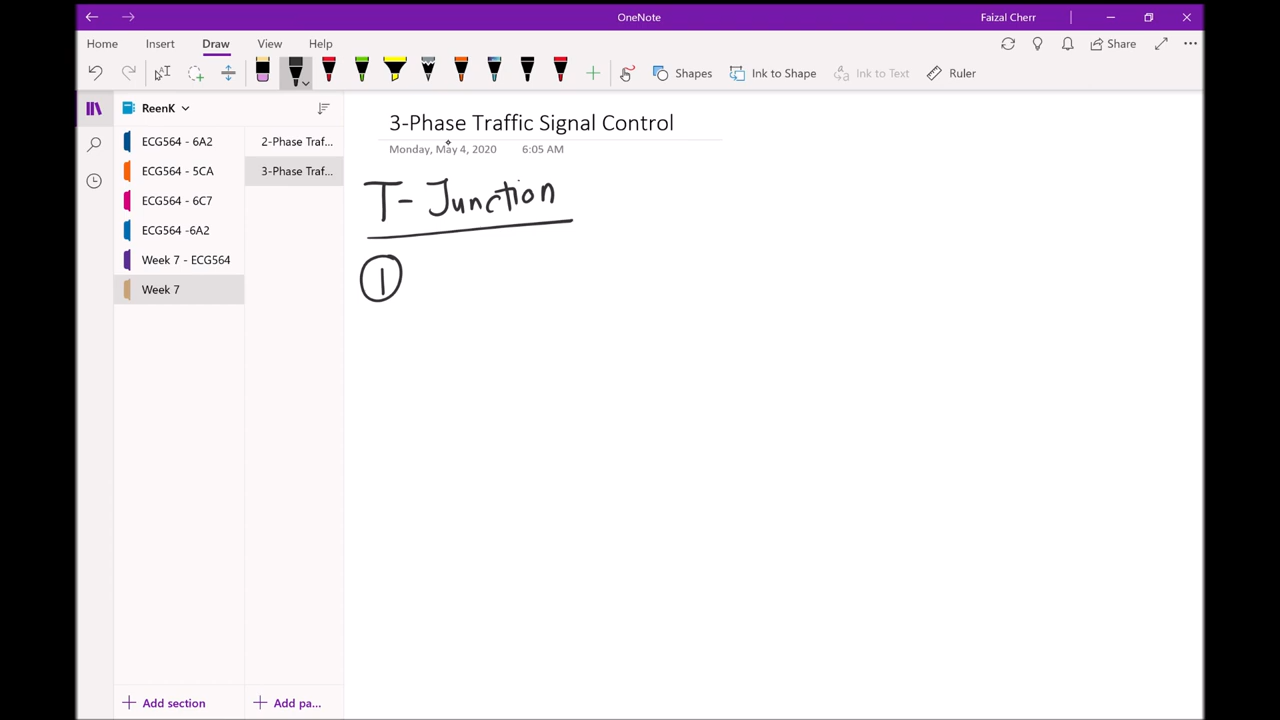 OneNote
Faizal Cherr
Home Insert Draw View Help
Share
Shapes Ink to Shape Ink to Text Ruler
ReenK
ECG564 - 6A2
ECG564 - 5CA
ECG564 - 6C7
ECG564 -6A2
Week 7 - ECG564
Week 7
Add section
2-Phase Traf...
3-Phase Traf...
Add pa...
3-Phase Traffic Signal Control
Monday, May 4, 2020 6:05 AM
T- Junction
1